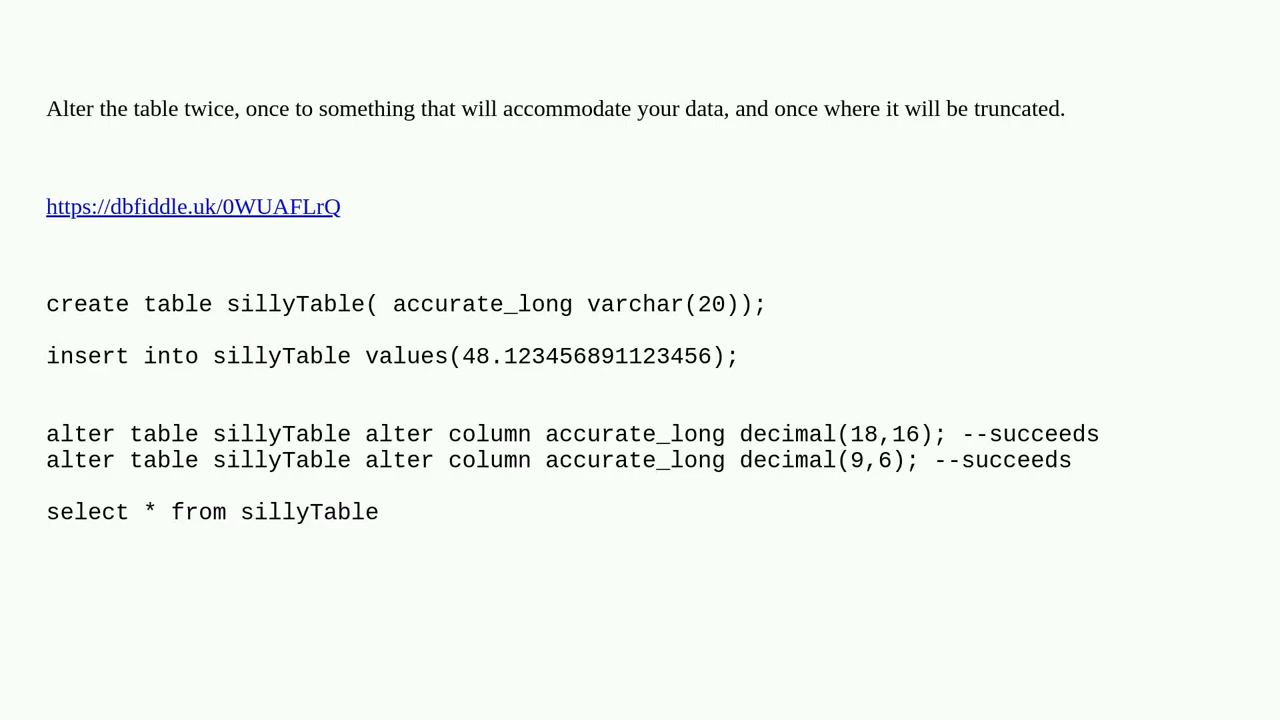 Alter the table twice, once to something that will accommodate your data, and once where it will be truncated.
https://dbfiddle.uk/0WUAFLrQ
create table sillyTable( accurate_long varchar(20));
insert into sillyTable values(48.123456891123456);
alter table sillyTable alter column accurate_long decimal(18,16); --succeeds
alter table sillyTable alter column accurate_long decimal(9,6); --succeeds
select * from sillyTable